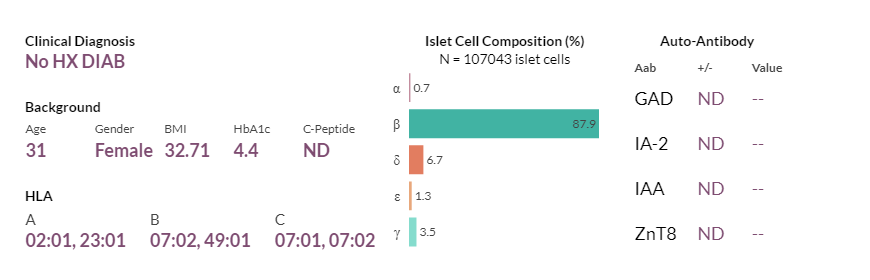 Clinical Diagnosis
No HX DIAB
Background
Age Gender BMI HbA1c C-Peptide
31 Female 32.71 4.4 ND
HLA
A B C
02:01, 23:01 07:02, 49:01 07:01, 07:02
Islet Cell Composition (%)
N = 107043 islet cells
α 0.7
β 87.9
δ 6.7
ε 1.3
γ 3.5
Auto-Antibody
Aab +/- Value
GAD ND --
IA-2 ND --
IAA ND --
ZnT8 ND --